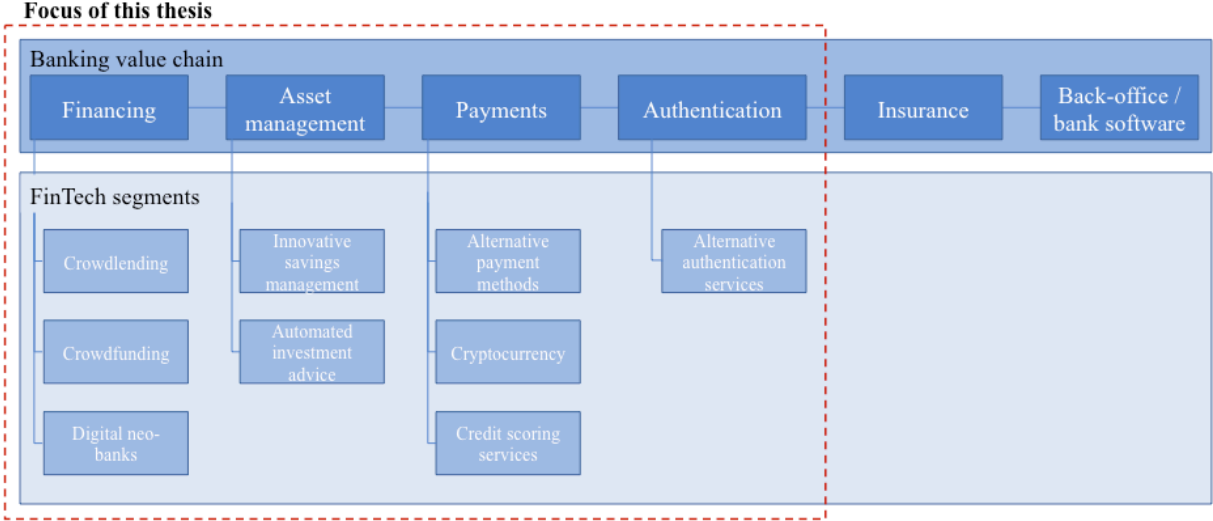 Focus of this thesis
Banking value chain
Financing
Asset
management
Payments
Authentication
Insurance
Back-office /
bank software
FinTech segments
Crowdlending
Innovative
savings
management
Alternative
payment
methods
Alternative
authentication
services
Crowdfunding
Automated
investment
advice
Cryptocurrency
Digital neo-
banks
Credit scoring
services